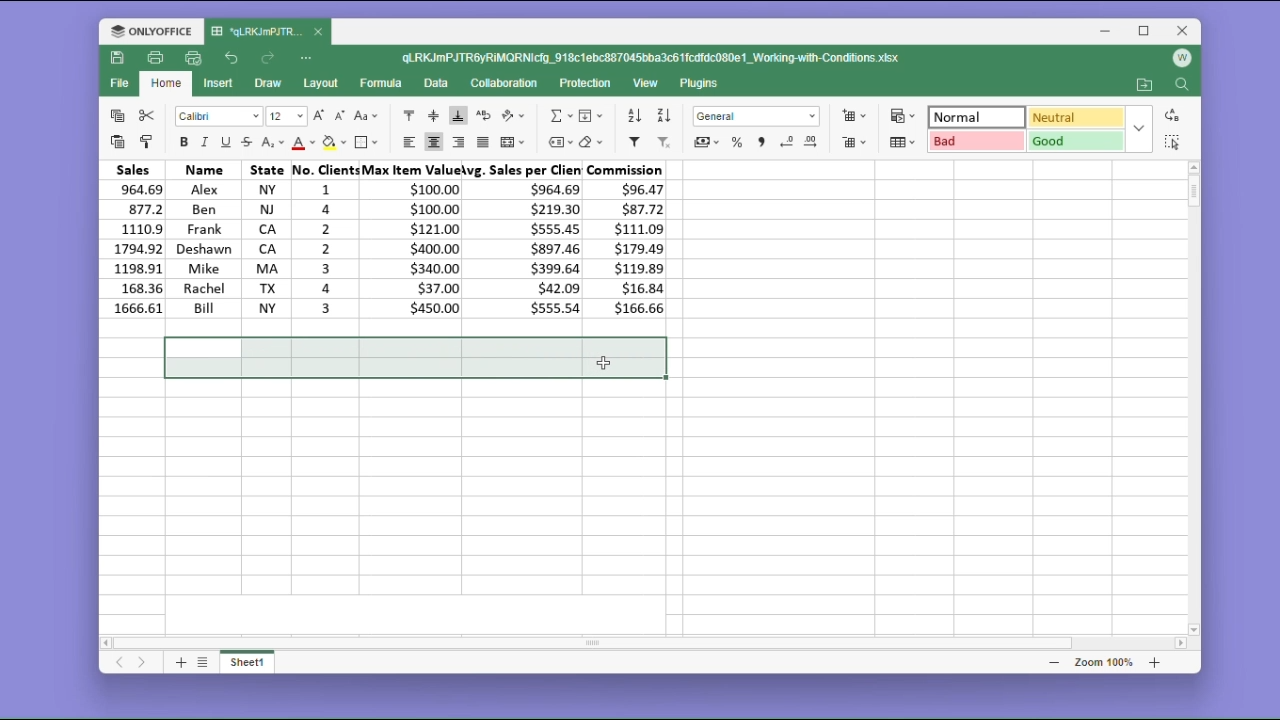 ONLYOFFICE
*qLRKJmPJTR...
qLRKJmPJTR6yRiMQRNIcfg_918c1ebc887045bba3c61fcdfdc080e1_Working-with-Conditions.xlsx
W
File Home Insert Draw Layout Formula Data Collaboration Protection View Plugins
Calibri 12 General
Normal Neutral
Bad Good
Sales Name State No. Clients Max Item Value Avg. Sales per Clien Commission
964.69 Alex NY 1 $100.00 $964.69 $96.47
877.2 Ben NJ 4 $100.00 $219.30 $87.72
1110.9 Frank CA 2 $121.00 $555.45 $111.09
1794.92 Deshawn CA 2 $400.00 $897.46 $179.49
1198.91 Mike MA 3 $340.00 $399.64 $119.89
168.36 Rachel TX 4 $37.00 $42.09 $16.84
1666.61 Bill NY 3 $450.00 $555.54 $166.66
Sheet1
Zoom 100%